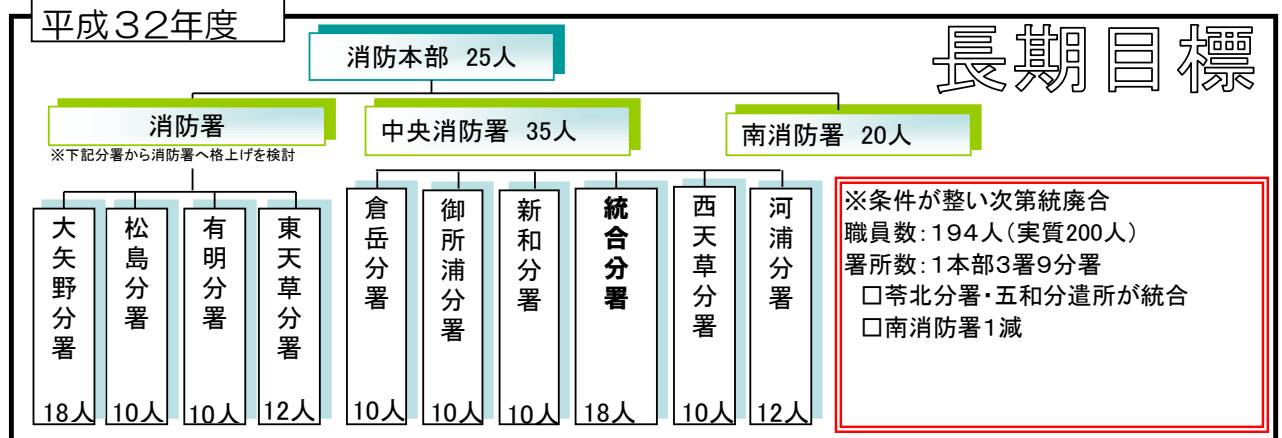 平成32年度
長期目標
消防本部 25人
消防署
※下記分署から消防署へ格上げを検討
中央消防署 35人
南消防署 20人
大矢野分署
18人
松島分署
10人
有明分署
10人
東天草分署
12人
倉岳分署
10人
御所浦分署
10人
新和分署
10人
統合分署
18人
西天草分署
10人
河浦分署
12人
※条件が整い次第統廃合
職員数:194人(実質200人)
署所数:1本部3署9分署
□苓北分署・五和分遣所が統合
□南消防署1減